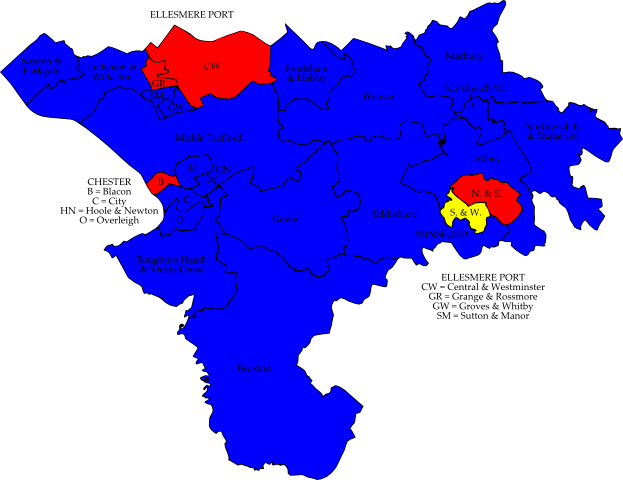 ELLESMERE PORT
Neston &
Parkgate
Ledsham &
Willaston
CW
GR
SM
GW
Frodsham
& Helsby
Marbury
Weaver
Northwich W.
Northwich E.
& Shakerley
Mickle Trafford
Abbey
U
HN
B
C
O
CHESTER
B = Blacon
C = City
HN = Hoole & Newton
O = Overleigh
N. & E.
S. & W.
WINSFORD
Gowy
Eddisbury
Boughton Heath
& Vicars Cross
ELLESMERE PORT
CW = Central & Westminster
GR = Grange & Rossmore
GW = Groves & Whitby
SM = Sutton & Manor
Broxton